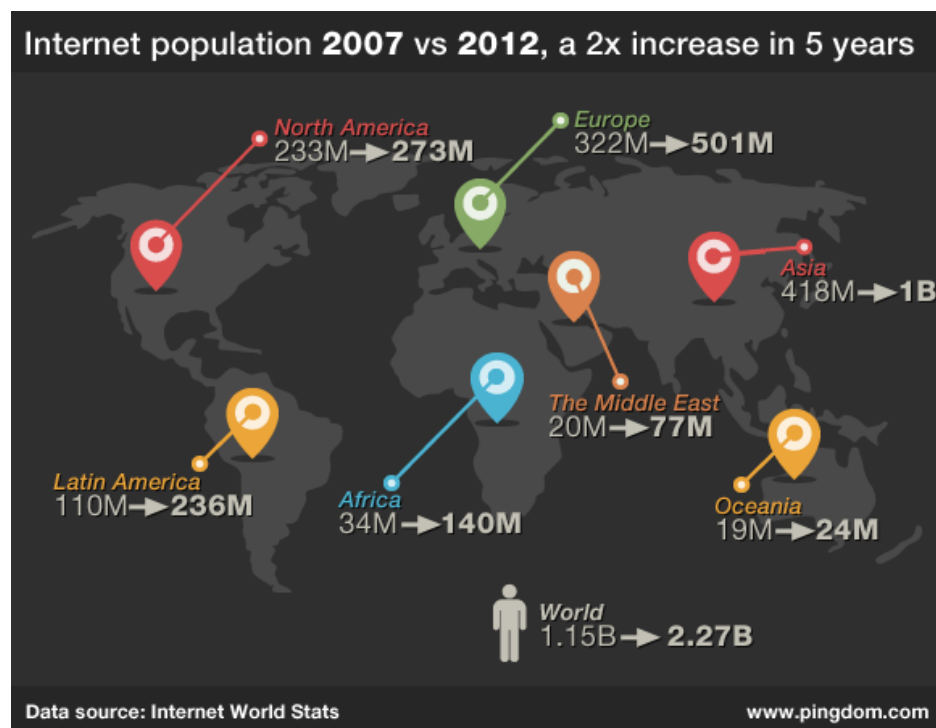 Internet population 2007 vs 2012, a 2x increase in 5 years
North America
233M→273M
Europe
322M→501M
Asia
418M→1B
The Middle East
20M→77M
Latin America
110M→236M
Africa
34M→140M
Oceania
19M→24M
World
1.15B→2.27B
Data source: Internet World Stats
www.pingdom.com